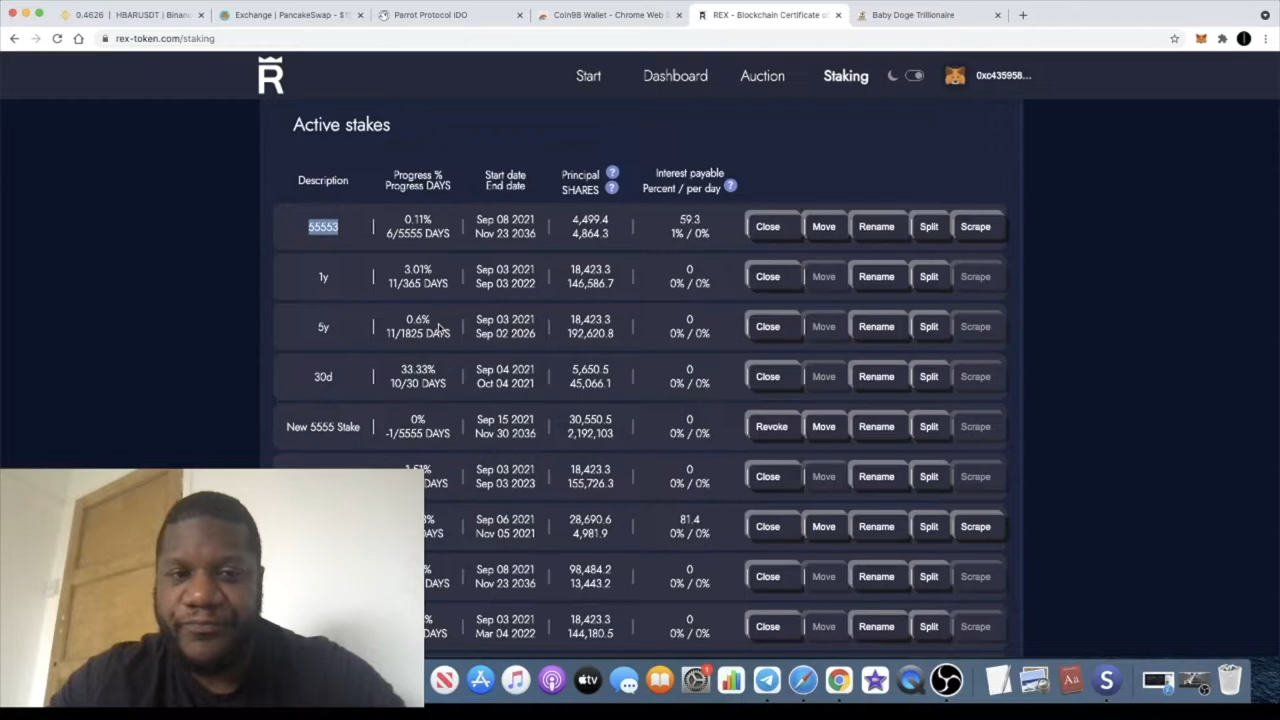 0.4626 | HBARUSDT | Binan
Exchange | PancakeSwap - $1
Parrot Protocol IDO
Coin98 Wallet - Chrome Web S
REX - Blockchain Certificate o
Baby Doge Trillionaire
rex-token.com/staking
R
Start
Dashboard
Auction
Staking
0xc435958...
Active stakes
Description
Progress %
Progress DAYS
Start date
End date
Principal ?
SHARES ?
Interest payable
Percent / per day ?
55553
0.11%
6/5555 DAYS
Sep 08 2021
Nov 23 2036
4,499.4
4,864.3
59.3
1% / 0%
Close Move Rename Split Scrape
1y
3.01%
11/365 DAYS
Sep 03 2021
Sep 03 2022
18,423.3
146,586.7
0
0% / 0%
Close Move Rename Split Scrape
5y
0.6%
11/1825 DAYS
Sep 03 2021
Sep 02 2026
18,423.3
192,620.8
0
0% / 0%
Close Move Rename Split Scrape
30d
33.33%
10/30 DAYS
Sep 04 2021
Oct 04 2021
5,650.5
45,066.1
0
0% / 0%
Close Move Rename Split Scrape
New 5555 Stake
0%
-1/5555 DAYS
Sep 15 2021
Nov 30 2036
30,550.5
2,192,103
0
0% / 0%
Revoke Move Rename Split Scrape
DAYS
Sep 03 2021
Sep 03 2023
18,423.3
155,726.3
0
0% / 0%
Close Move Rename Split Scrape
DAYS
Sep 06 2021
Nov 05 2021
28,690.6
4,981.9
81.4
0% / 0%
Close Move Rename Split Scrape
DAYS
Sep 08 2021
Nov 23 2036
98,484.2
13,443.2
0
0% / 0%
Close Move Rename Split Scrape
DAYS
Sep 03 2021
Mar 04 2022
18,423.3
144,180.5
0
0% / 0%
Close Move Rename Split Scrape
tv
1
Aa
S